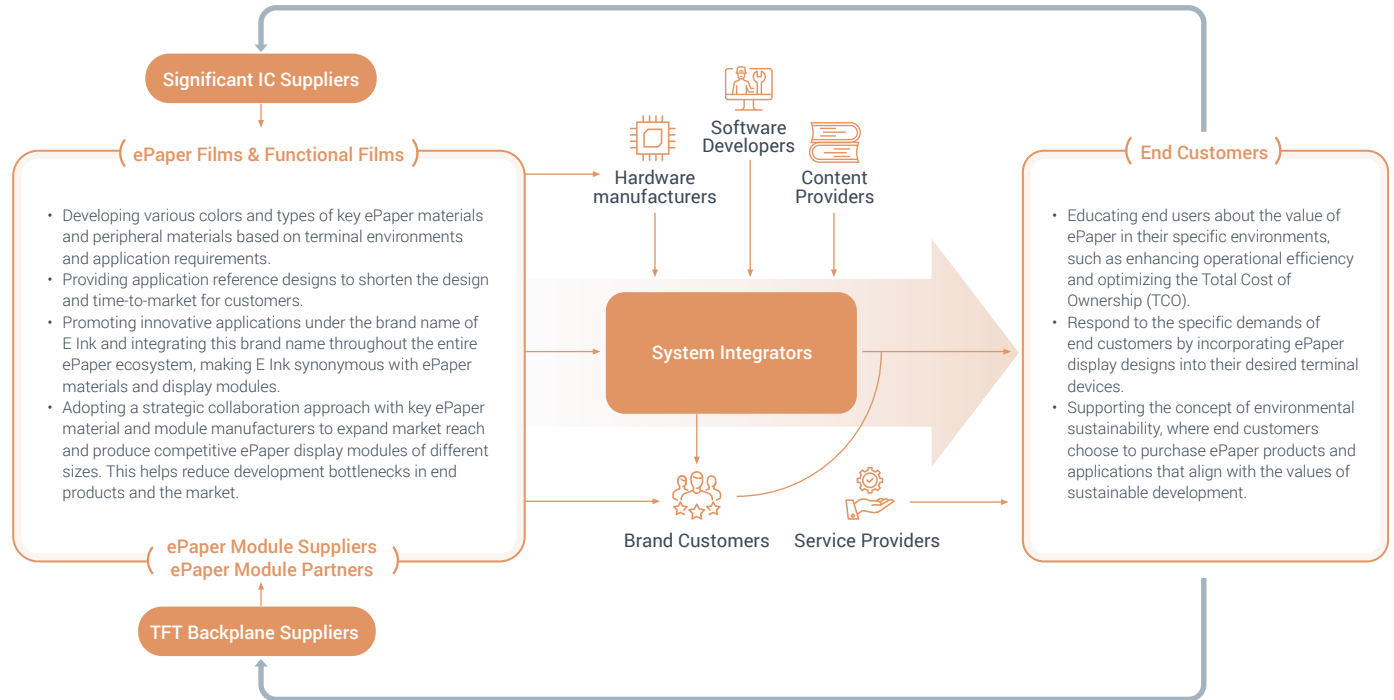 Significant IC Suppliers
ePaper Films & Functional Films
• Developing various colors and types of key ePaper materials
and peripheral materials based on terminal environments
and application requirements.
• Providing application reference designs to shorten the design
and time-to-market for customers.
• Promoting innovative applications under the brand name of
E Ink and integrating this brand name throughout the entire
ePaper ecosystem, making E Ink synonymous with ePaper
materials and display modules.
• Adopting a strategic collaboration approach with key ePaper
material and module manufacturers to expand market reach
and produce competitive ePaper display modules of different
sizes. This helps reduce development bottlenecks in end
products and the market.
ePaper Module Suppliers
ePaper Module Partners
TFT Backplane Suppliers
Hardware
manufacturers
Software
Developers
Content
Providers
System Integrators
Brand Customers
Service Providers
End Customers
• Educating end users about the value of
ePaper in their specific environments,
such as enhancing operational efficiency
and optimizing the Total Cost of
Ownership (TCO).
• Respond to the specific demands of
end customers by incorporating ePaper
display designs into their desired terminal
devices.
• Supporting the concept of environmental
sustainability, where end customers
choose to purchase ePaper products and
applications that align with the values of
sustainable development.